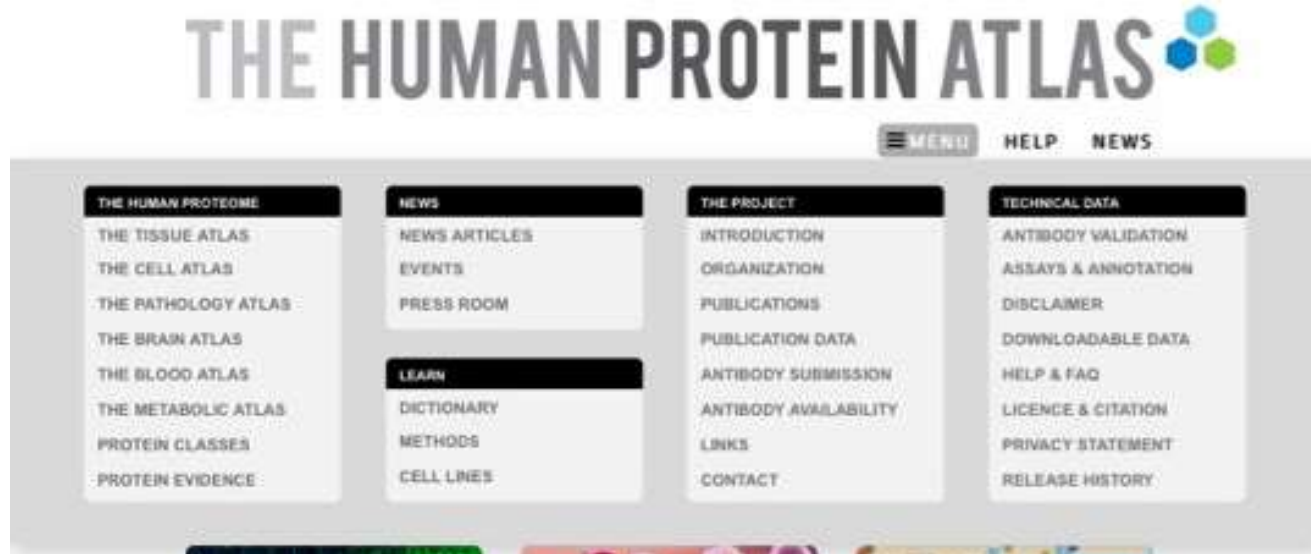 THE HUMAN PROTEIN ATLAS
MENU HELP NEWS
THE HUMAN PROTEOME
THE TISSUE ATLAS
THE CELL ATLAS
THE PATHOLOGY ATLAS
THE BRAIN ATLAS
THE BLOOD ATLAS
THE METABOLIC ATLAS
PROTEIN CLASSES
PROTEIN EVIDENCE
NEWS
NEWS ARTICLES
EVENTS
PRESS ROOM
LEARN
DICTIONARY
METHODS
CELL LINES
THE PROJECT
INTRODUCTION
ORGANIZATION
PUBLICATIONS
PUBLICATION DATA
ANTIBODY SUBMISSION
ANTIBODY AVAILABILITY
LINKS
CONTACT
TECHNICAL DATA
ANTIBODY VALIDATION
ASSAYS & ANNOTATION
DISCLAIMER
DOWNLOADABLE DATA
HELP & FAQ
LICENCE & CITATION
PRIVACY STATEMENT
RELEASE HISTORY